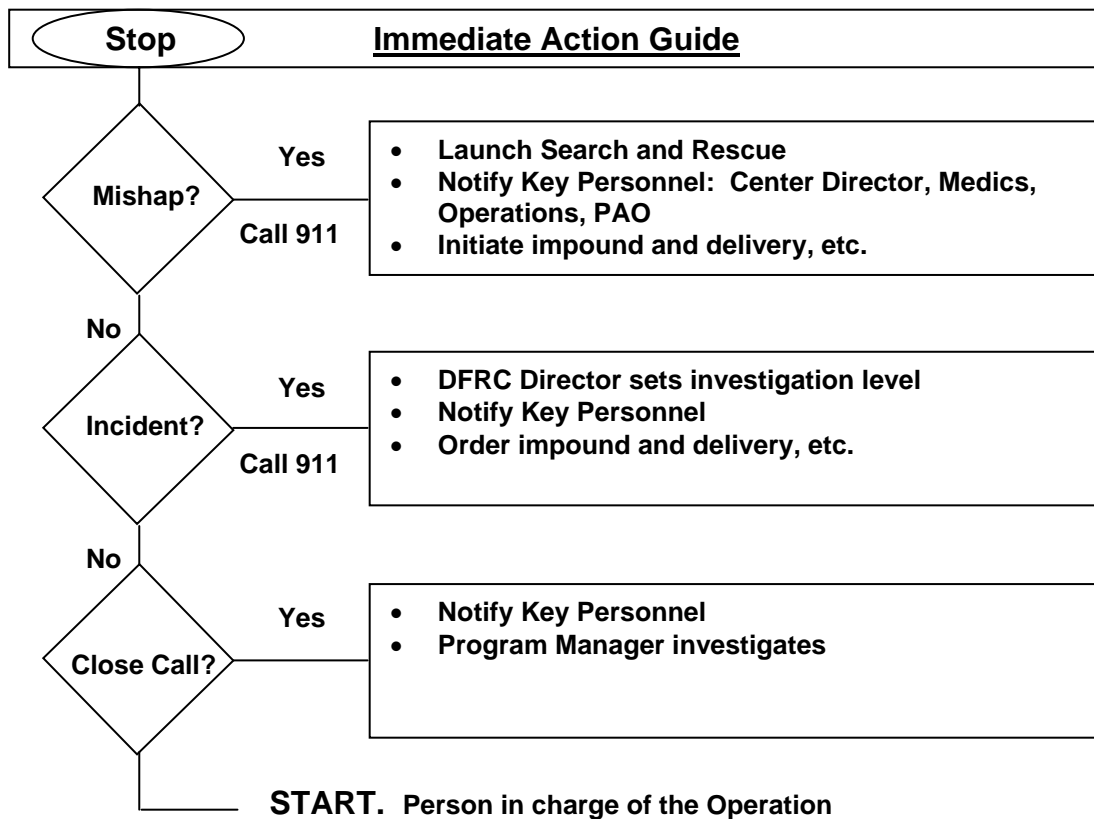 Stop
Immediate Action Guide
Mishap?
Yes
Call 911
• Launch Search and Rescue
• Notify Key Personnel: Center Director, Medics,
Operations, PAO
• Initiate impound and delivery, etc.
No
Incident?
Yes
Call 911
• DFRC Director sets investigation level
• Notify Key Personnel
• Order impound and delivery, etc.
No
Close Call?
Yes
• Notify Key Personnel
• Program Manager investigates
START. Person in charge of the Operation